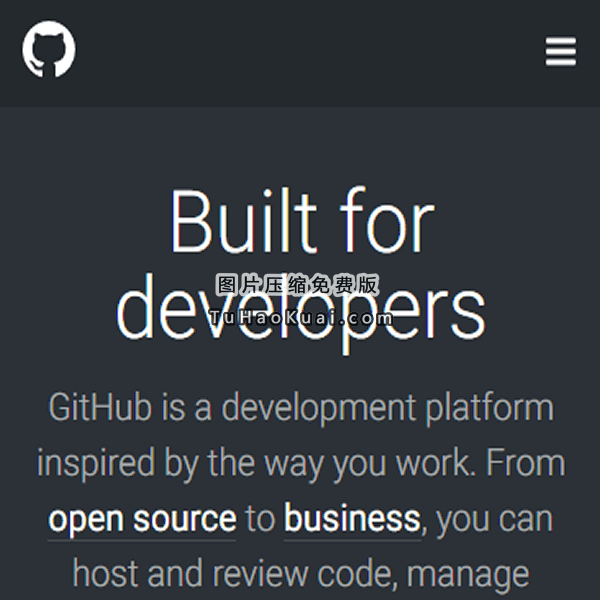 Built for
图片压缩免费版
developers
TuHaoKuai.com
GitHub is a development platform
inspired by the way you work. From
open source to business, you can
host and review code, manage